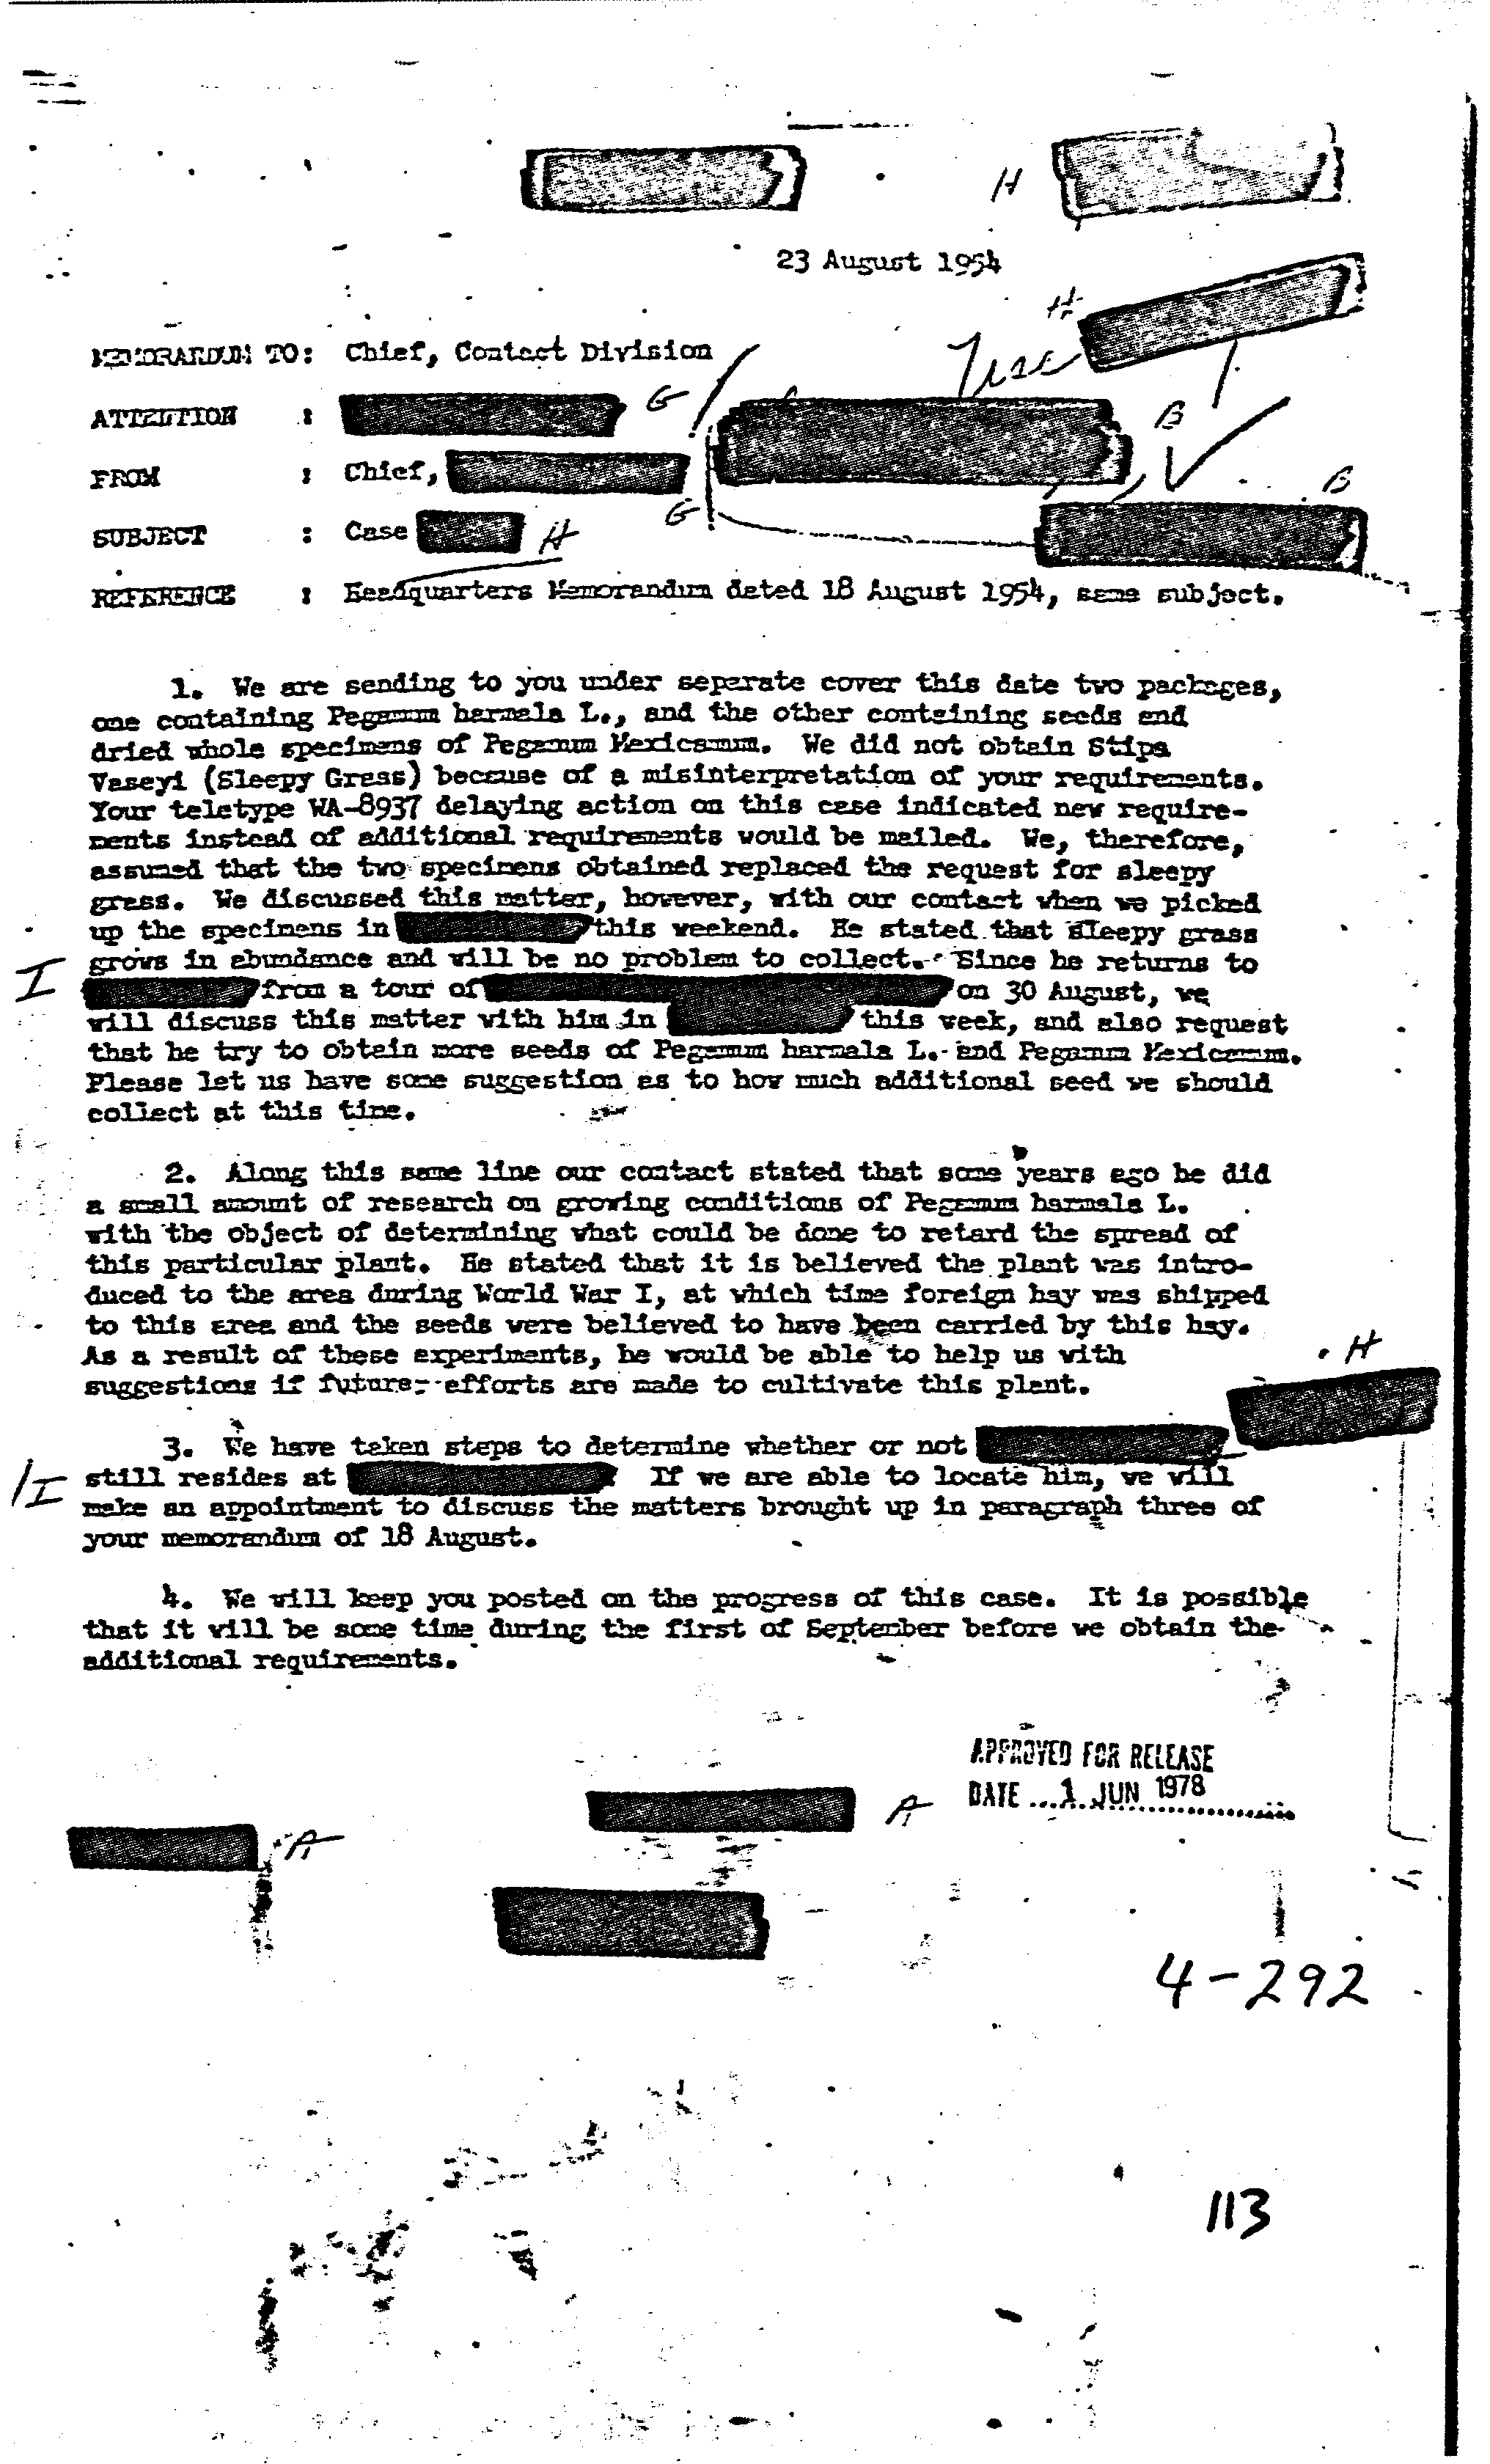 H
23 August 1954
H
MEMORANDUM TO: Chief, Contact Division
ATTENTION : G
B
FROM : Chief,
G
B
SUBJECT : Case H
REFERENCE : Headquarters Memorandum dated 18 August 1954, same subject.
1. We are sending to you under separate cover this date two packages,
one containing Peganum harmala L., and the other containing seeds and
dried whole specimens of Peganum Mexicanum. We did not obtain Stipa
Vaseyi (Sleepy Grass) because of a misinterpretation of your requirements.
Your teletype WA-8937 delaying action on this case indicated new require-
ments instead of additional requirements would be mailed. We, therefore,
assumed that the two specimens obtained replaced the request for sleepy
grass. We discussed this matter, however, with our contact when we picked
up the specimens in this weekend. He stated that sleepy grass
I grows in abundance and will be no problem to collect. Since he returns to
from a tour of on 30 August, we
will discuss this matter with him in this week, and also request
that he try to obtain more seeds of Peganum harmala L. and Peganum Mexicanum.
Please let us have some suggestion as to how much additional seed we should
collect at this time.
2. Along this same line our contact stated that some years ago he did
a small amount of research on growing conditions of Peganum harmala L.
with the object of determining what could be done to retard the spread of
this particular plant. He stated that it is believed the plant was intro-
duced to the area during World War I, at which time foreign hay was shipped
to this area and the seeds were believed to have been carried by this hay.
As a result of these experiments, he would be able to help us with
H
suggestions if future efforts are made to cultivate this plant.
3. We have taken steps to determine whether or not
I still resides at If we are able to locate him, we will
make an appointment to discuss the matters brought up in paragraph three of
your memorandum of 18 August.
4. We will keep you posted on the progress of this case. It is possible
that it will be some time during the first of September before we obtain the
additional requirements.
APPROVED FOR RELEASE
DATE ... 1 JUN 1978
A
A
4-292
113